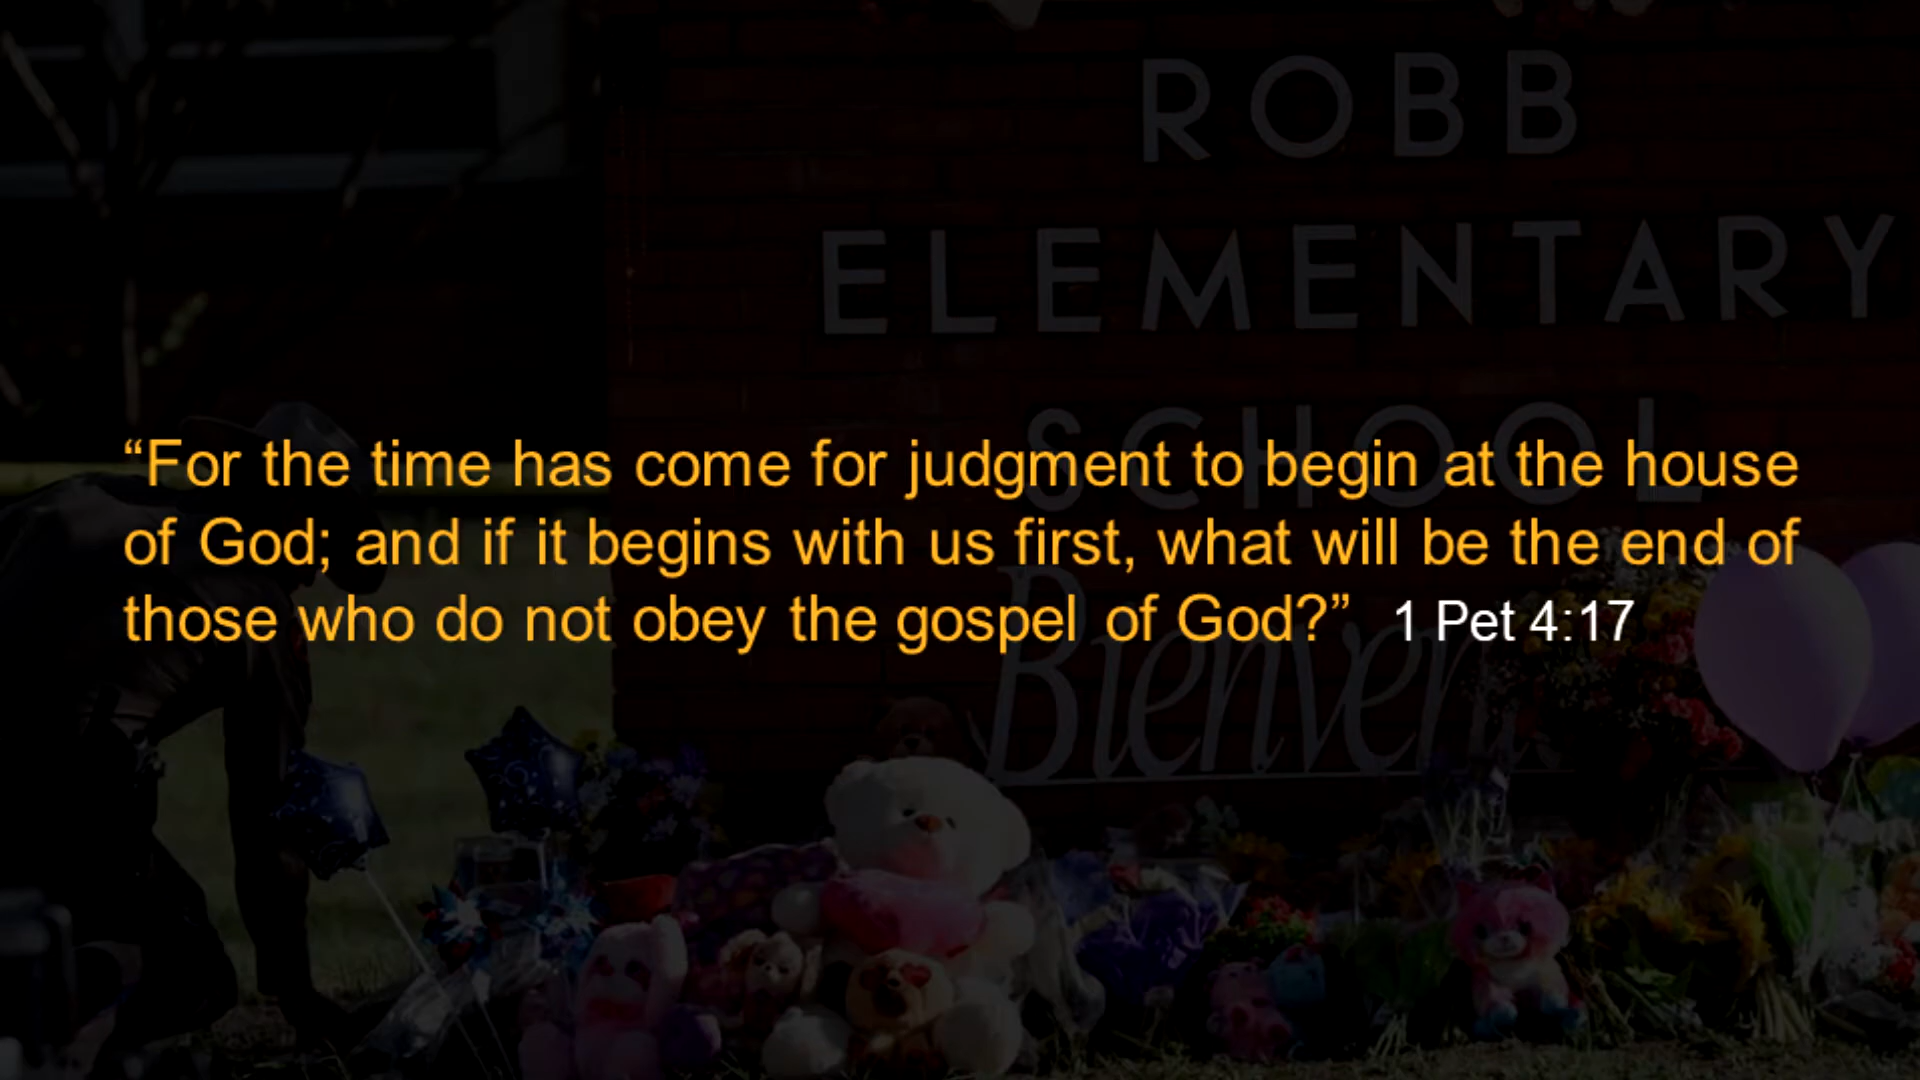 ROBB
ELEMENTARY
SCHOOL
“For the time has come for judgment to begin at the house
of God; and if it begins with us first, what will be the end of
those who do not obey the gospel of God?” 1 Pet 4:17